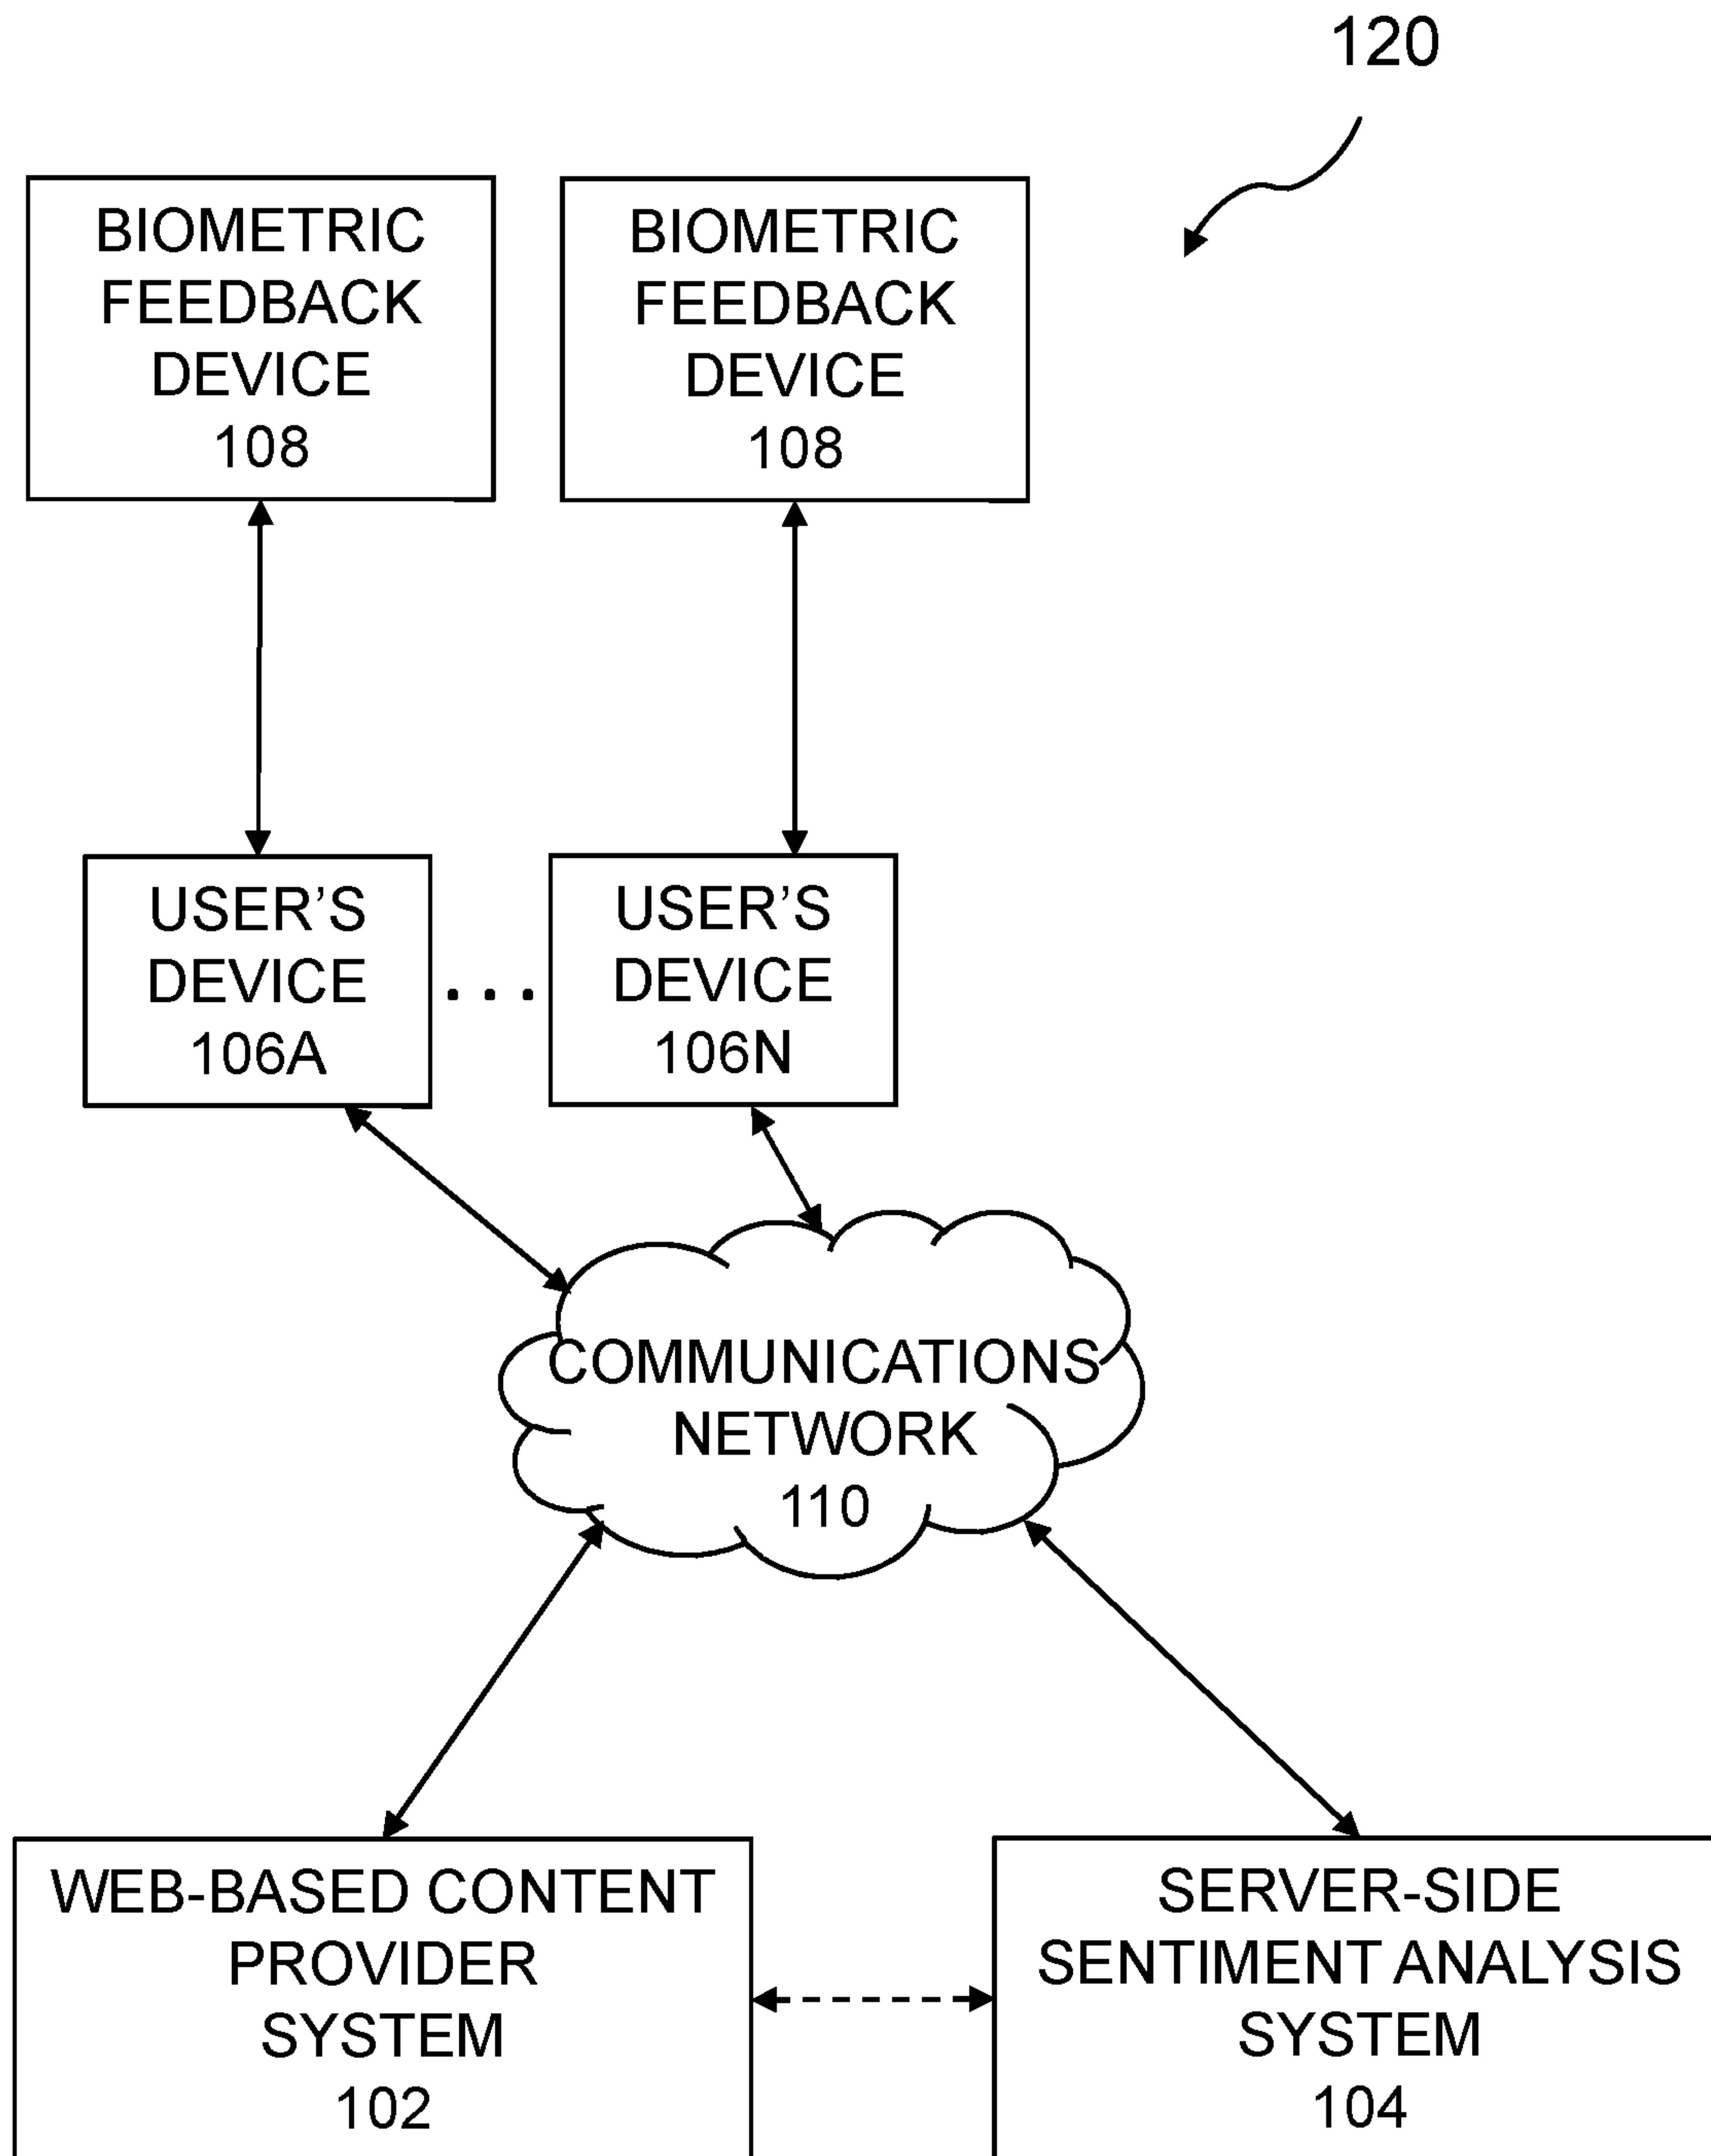 120
BIOMETRIC
FEEDBACK
DEVICE
108
BIOMETRIC
FEEDBACK
DEVICE
108
USER’S
DEVICE
106A
. . .
USER’S
DEVICE
106N
COMMUNICATIONS
NETWORK
110
WEB-BASED CONTENT
PROVIDER
SYSTEM
102
SERVER-SIDE
SENTIMENT ANALYSIS
SYSTEM
104